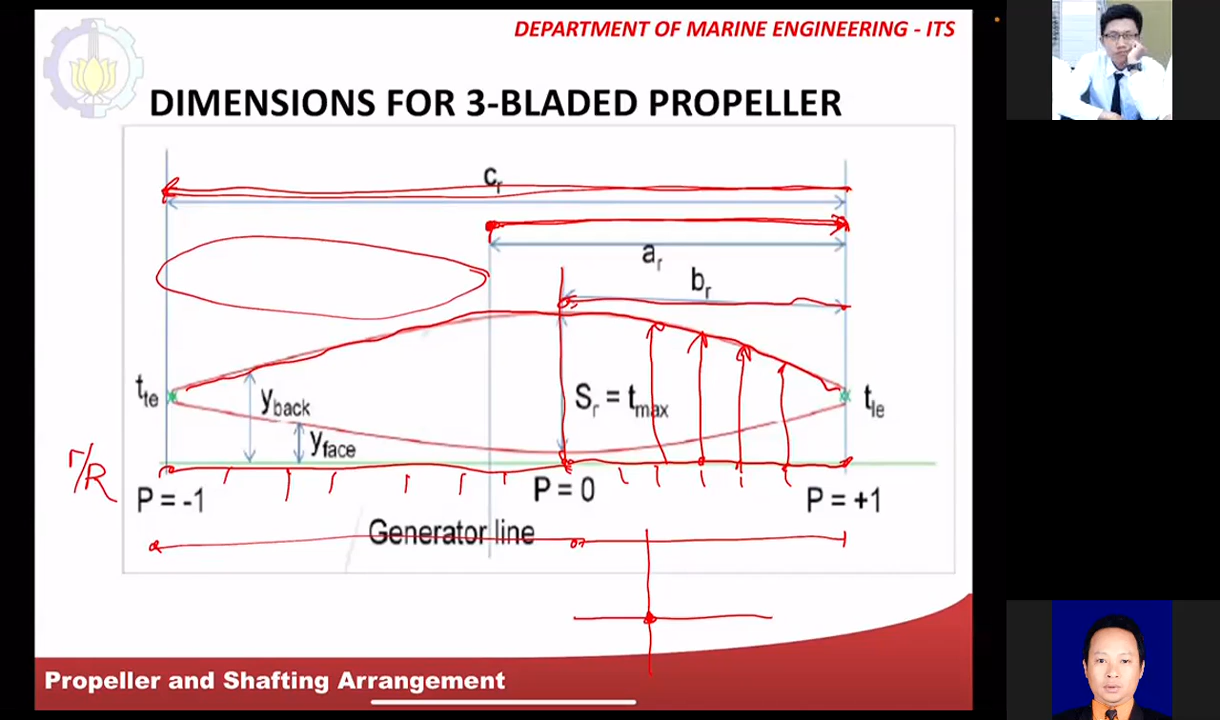 DEPARTMENT OF MARINE ENGINEERING - ITS
DIMENSIONS FOR 3-BLADED PROPELLER
cr
ar
br
tte
yback
yface
Sr = tmax
tle
r/R
P = -1
P = 0
P = +1
Generator line
Propeller and Shafting Arrangement